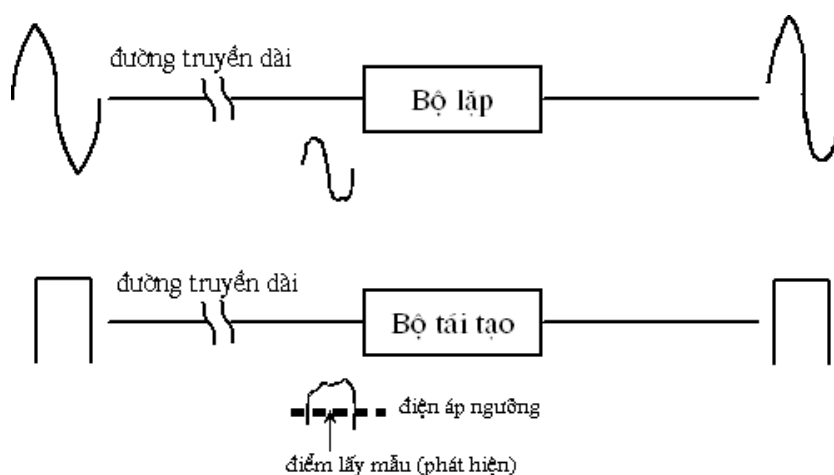 đường truyền dài
Bộ lặp
đường truyền dài
Bộ tái tạo
điện áp ngưỡng
điểm lấy mẫu (phát hiện)